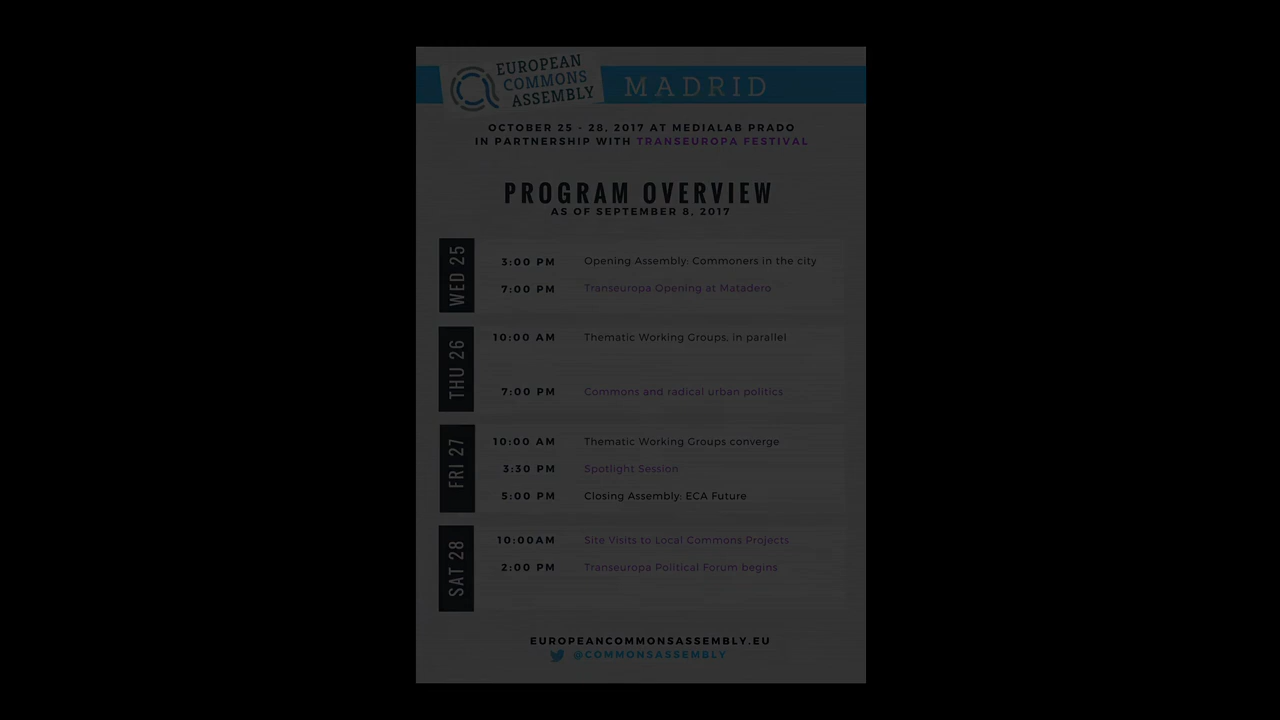 EUROPEAN
COMMONS
ASSEMBLY
MADRID
OCTOBER 25 - 28, 2017 AT MEDIALAB PRADO
IN PARTNERSHIP WITH TRANSEUROPA FESTIVAL
PROGRAM OVERVIEW
AS OF SEPTEMBER 8, 2017
WED 25
3:00 PM Opening Assembly: Commoners in the city
7:00 PM Transeuropa Opening at Matadero
THU 26
10:00 AM Thematic Working Groups, in parallel
7:00 PM Commons and radical urban politics
FRI 27
10:00 AM Thematic Working Groups converge
3:30 PM Spotlight Session
5:00 PM Closing Assembly: ECA Future
SAT 28
10:00AM Site Visits to Local Commons Projects
2:00 PM Transeuropa Political Forum begins
EUROPEANCOMMONSASSEMBLY.EU
@COMMONSASSEMBLY